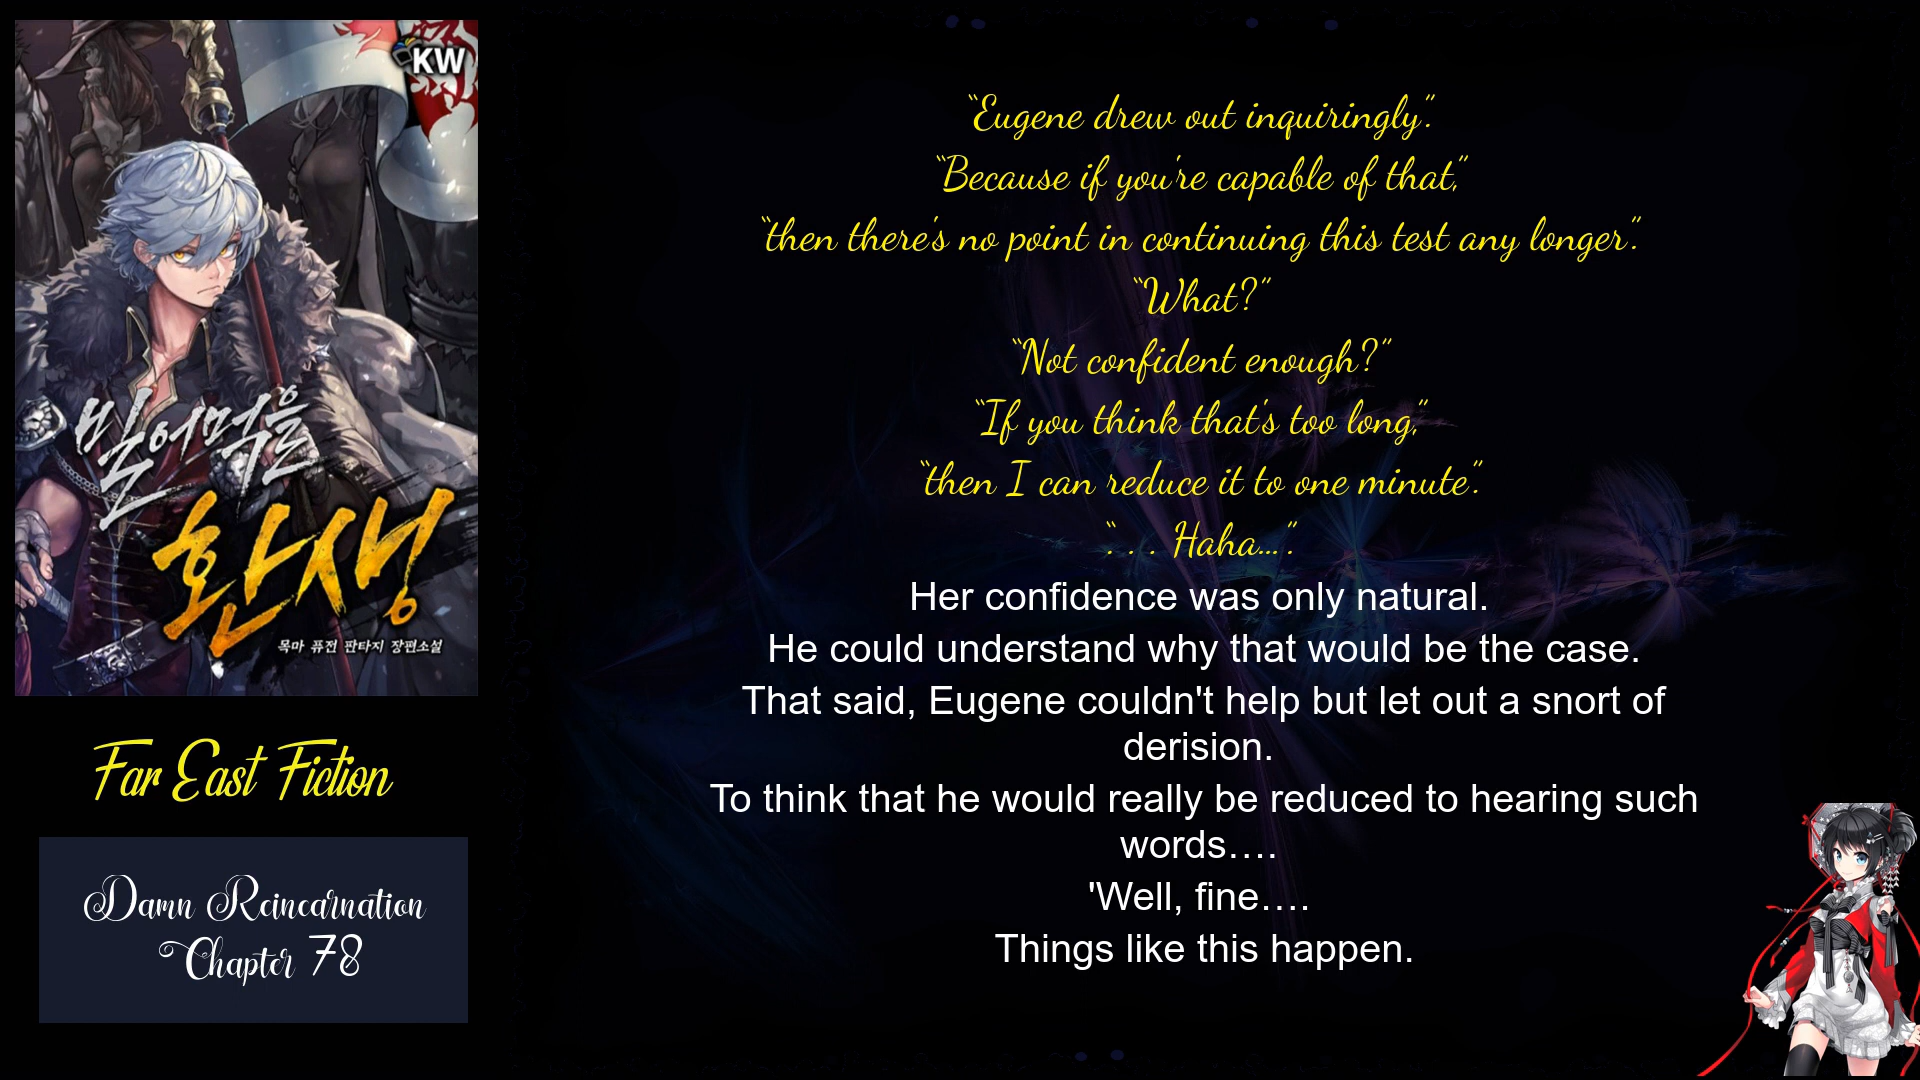 KW
빌어먹을
환생
목마 퓨전 판타지 장편소설
Far East Fiction
Damn Reincarnation
Chapter 78
“Eugene drew out inquiringly”.
“Because if you're capable of that,”
“then there's no point in continuing this test any longer”.
“What?”
“Not confident enough?”
“If you think that's too long,”
“then I can reduce it to one minute”.
“. . . Haha…”
Her confidence was only natural.
He could understand why that would be the case.
That said, Eugene couldn't help but let out a snort of
derision.
To think that he would really be reduced to hearing such
words….
'Well, fine….
Things like this happen.